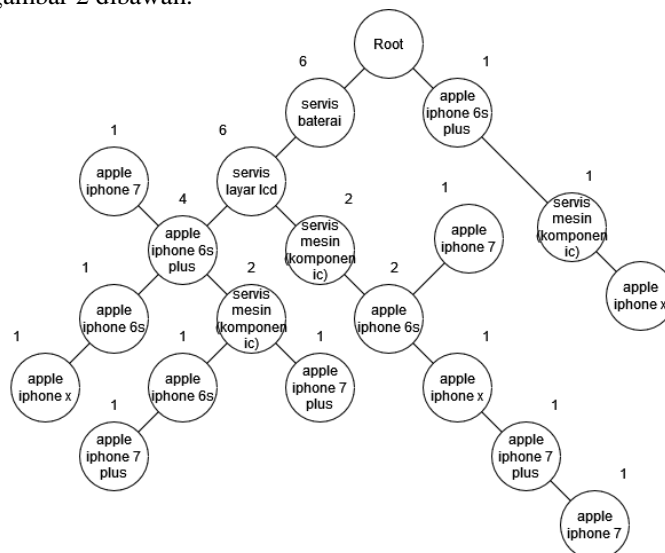 gambar 2 dibawah.
Root
6
servis
baterai
1
apple
iphone 6s
plus
1
apple
iphone 7
6
servis
layar lcd
1
servis
mesin
(komponen
ic)
4
apple
iphone 6s
plus
2
servis
mesin
(komponen
ic)
1
apple
iphone 7
apple
iphone x
1
apple
iphone 6s
2
servis
mesin
(komponen
ic)
2
apple
iphone 6s
1
apple
iphone x
1
apple
iphone 6s
1
apple
iphone 7
plus
1
apple
iphone x
1
apple
iphone 7
plus
1
apple
iphone 7
plus
1
apple
iphone 7